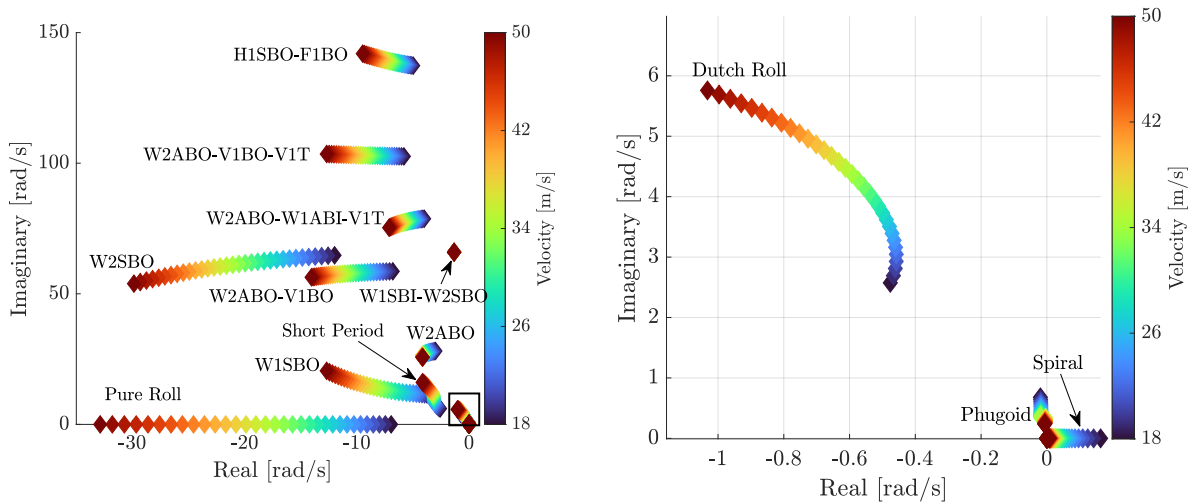 150
100
50
0
Imaginary [rad/s]
H1SBO-F1BO
W2ABO-V1BO-V1T
W2ABO-W1ABI-V1T
W2SBO
W2ABO-V1BO
W1SBI-W2SBO
Short Period
W2ABO
W1SBO
Pure Roll
-30
-20
-10
0
Real [rad/s]
50
42
34
26
18
Velocity [m/s]
6
5
4
3
2
1
0
Imaginary [rad/s]
Dutch Roll
Spiral
Phugoid
-1
-0.8
-0.6
-0.4
-0.2
0
Real [rad/s]
50
42
34
26
18
Velocity [m/s]